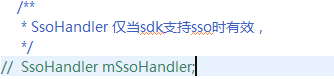 /**
* SsoHandler 仅当sdk支持sso时有效，
*/
// SsoHandler mSsoHandler;